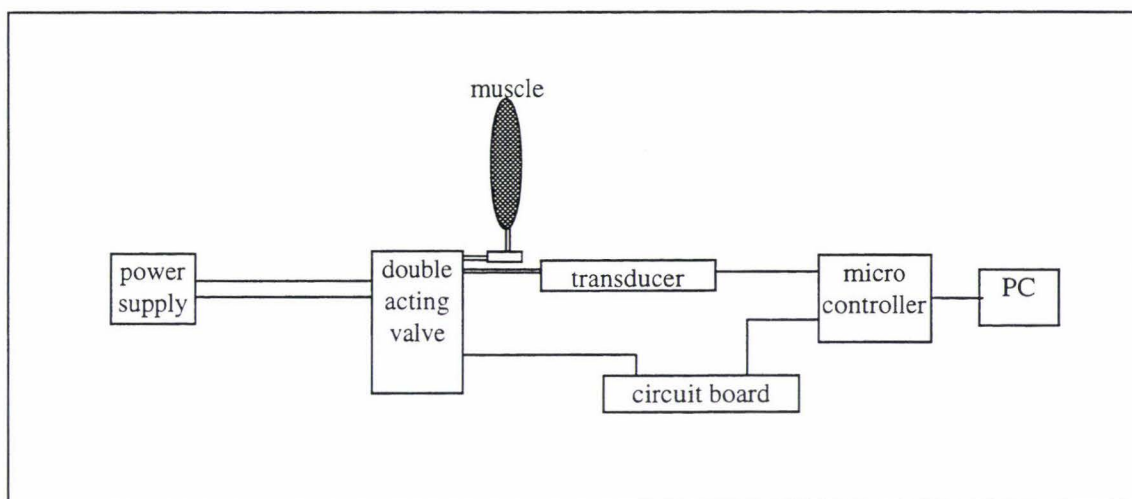 muscle
power
supply
double
acting
valve
transducer
micro
controller
PC
circuit board